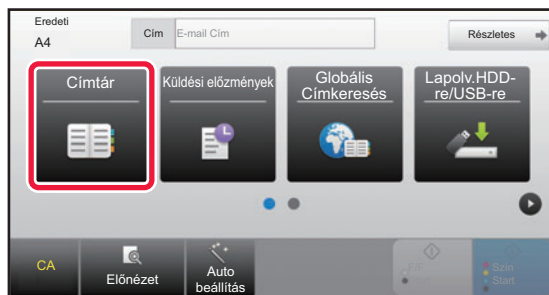 Eredeti
A4
Cím
E-mail Cím
Részletes
Címtár
Küldési előzmények
Globális
Címkeresés
Lapolv.HDD-
re/USB-re
CA
Előnézet
Auto
beállítás
Szín
Start